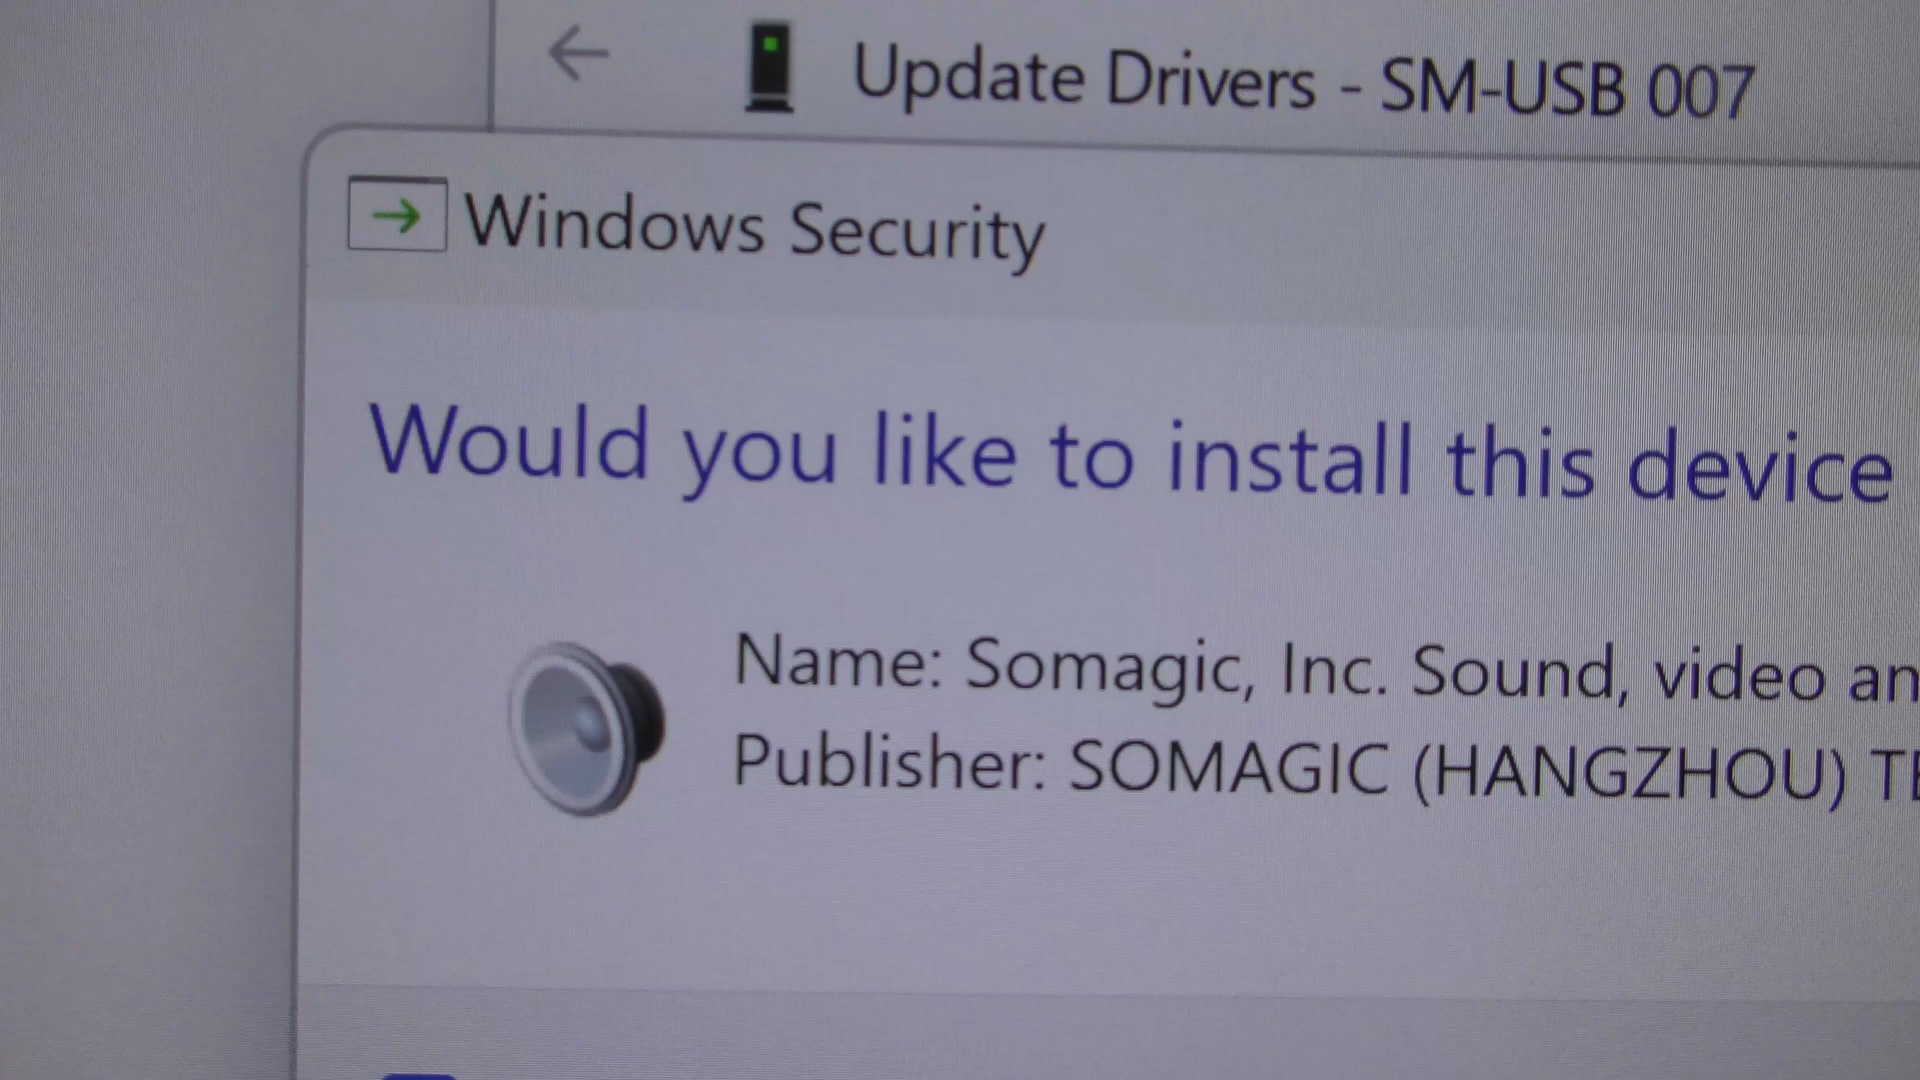 Update Drivers - SM-USB 007
Windows Security
Would you like to install this device
Name: Somagic, Inc. Sound, video an
Publisher: SOMAGIC (HANGZHOU) TE